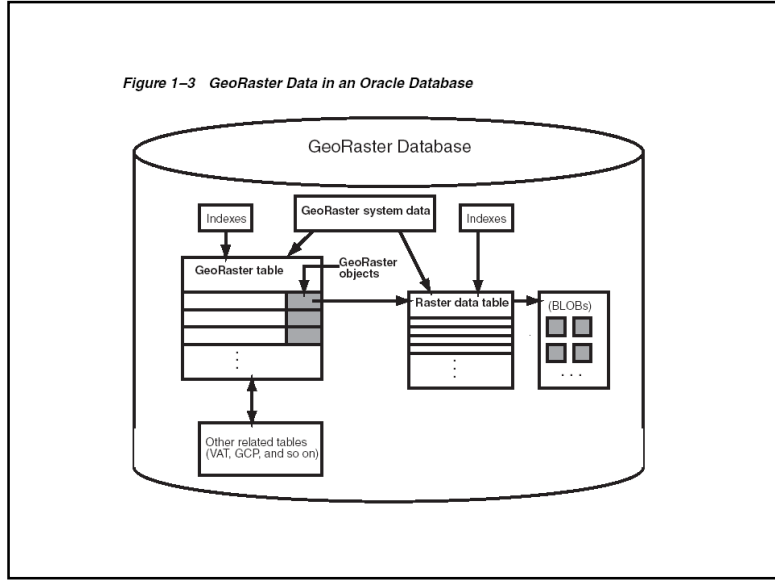 Figure 1–3 GeoRaster Data in an Oracle Database
GeoRaster Database
Indexes
GeoRaster system data
Indexes
GeoRaster table
GeoRaster
objects
Raster data table
(BLOBs)
. . .
Other related tables
(VAT, GCP, and so on)